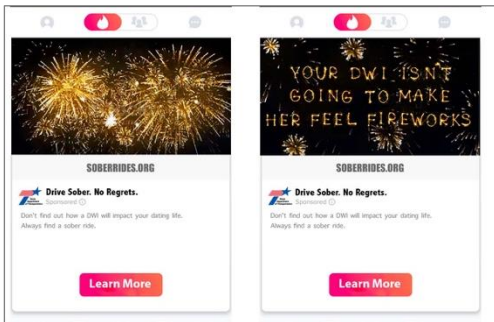 SOBERRIDES.ORG
Drive Sober. No Regrets.
Sponsored
Don't find out how a DWI will impact your dating life.
Always find a sober ride.
Learn More
YOUR DWI ISN'T
GOING TO MAKE
HER FEEL FIREWORKS
SOBERRIDES.ORG
Drive Sober. No Regrets.
Sponsored
Don't find out how a DWI will impact your dating life.
Always find a sober ride.
Learn More